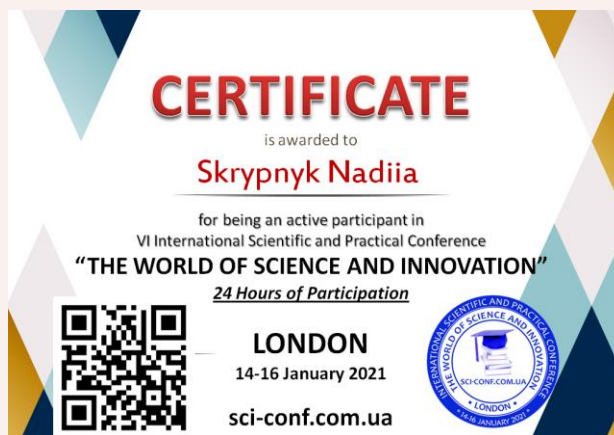 CERTIFICATE
is awarded to
Skrypnyk Nadiia
for being an active participant in
VI International Scientific and Practical Conference
“THE WORLD OF SCIENCE AND INNOVATION”
24 Hours of Participation
LONDON
14-16 January 2021
sci-conf.com.ua
INTERNATIONAL SCIENTIFIC AND PRACTICAL CONFERENCE
THE WORLD OF SCIENCE AND INNOVATION
SCI-CONF.COM.UA
• LONDON •
• 14-16 JANUARY 2021 •